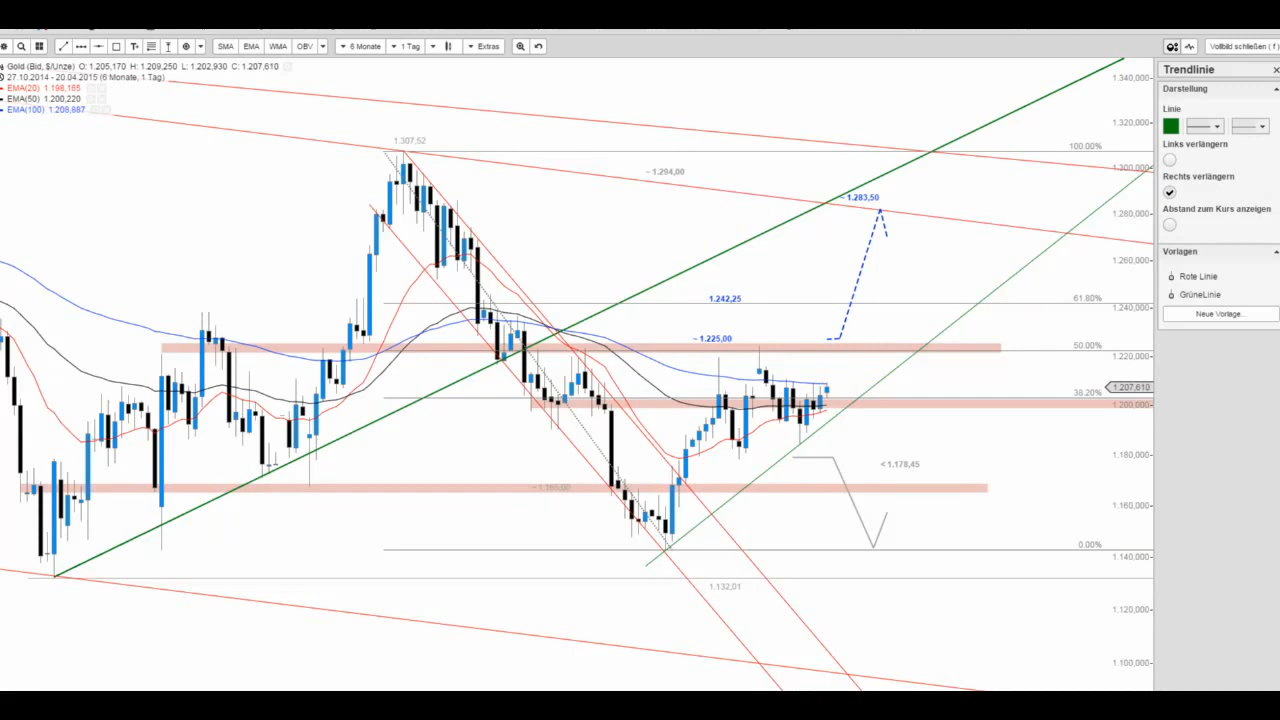 SMA EMA WMA OBV 6 Monate 1 Tag Extras Vollbild schließen ( f )
Gold (Bid, $/Unze) O: 1.205,170 H: 1.209,250 L: 1.202,930 C: 1.207,610
27.10.2014 - 20.04.2015 (6 Monate, 1 Tag)
EMA(20) 1.198,165
EMA(50) 1.200,220
EMA(100) 1.208,887
Trendlinie
Darstellung
Linie
Links verlängern
Rechts verlängern
Abstand zum Kurs anzeigen
Vorlagen
Rote Linie
GrüneLinie
Neue Vorlage...
1.340,000
1.320,000
1.307,52
100.00%
1.300,000
~ 1.294,00
1.283,50
1.280,000
1.260,000
1.242,25
61.80%
1.240,000
~ 1.225,00
50.00%
1.220,000
1.207,610
38.20%
1.200,000
< 1.178,45
1.180,000
1.160,000
0.00%
1.140,000
1.132,01
1.120,000
1.100,000